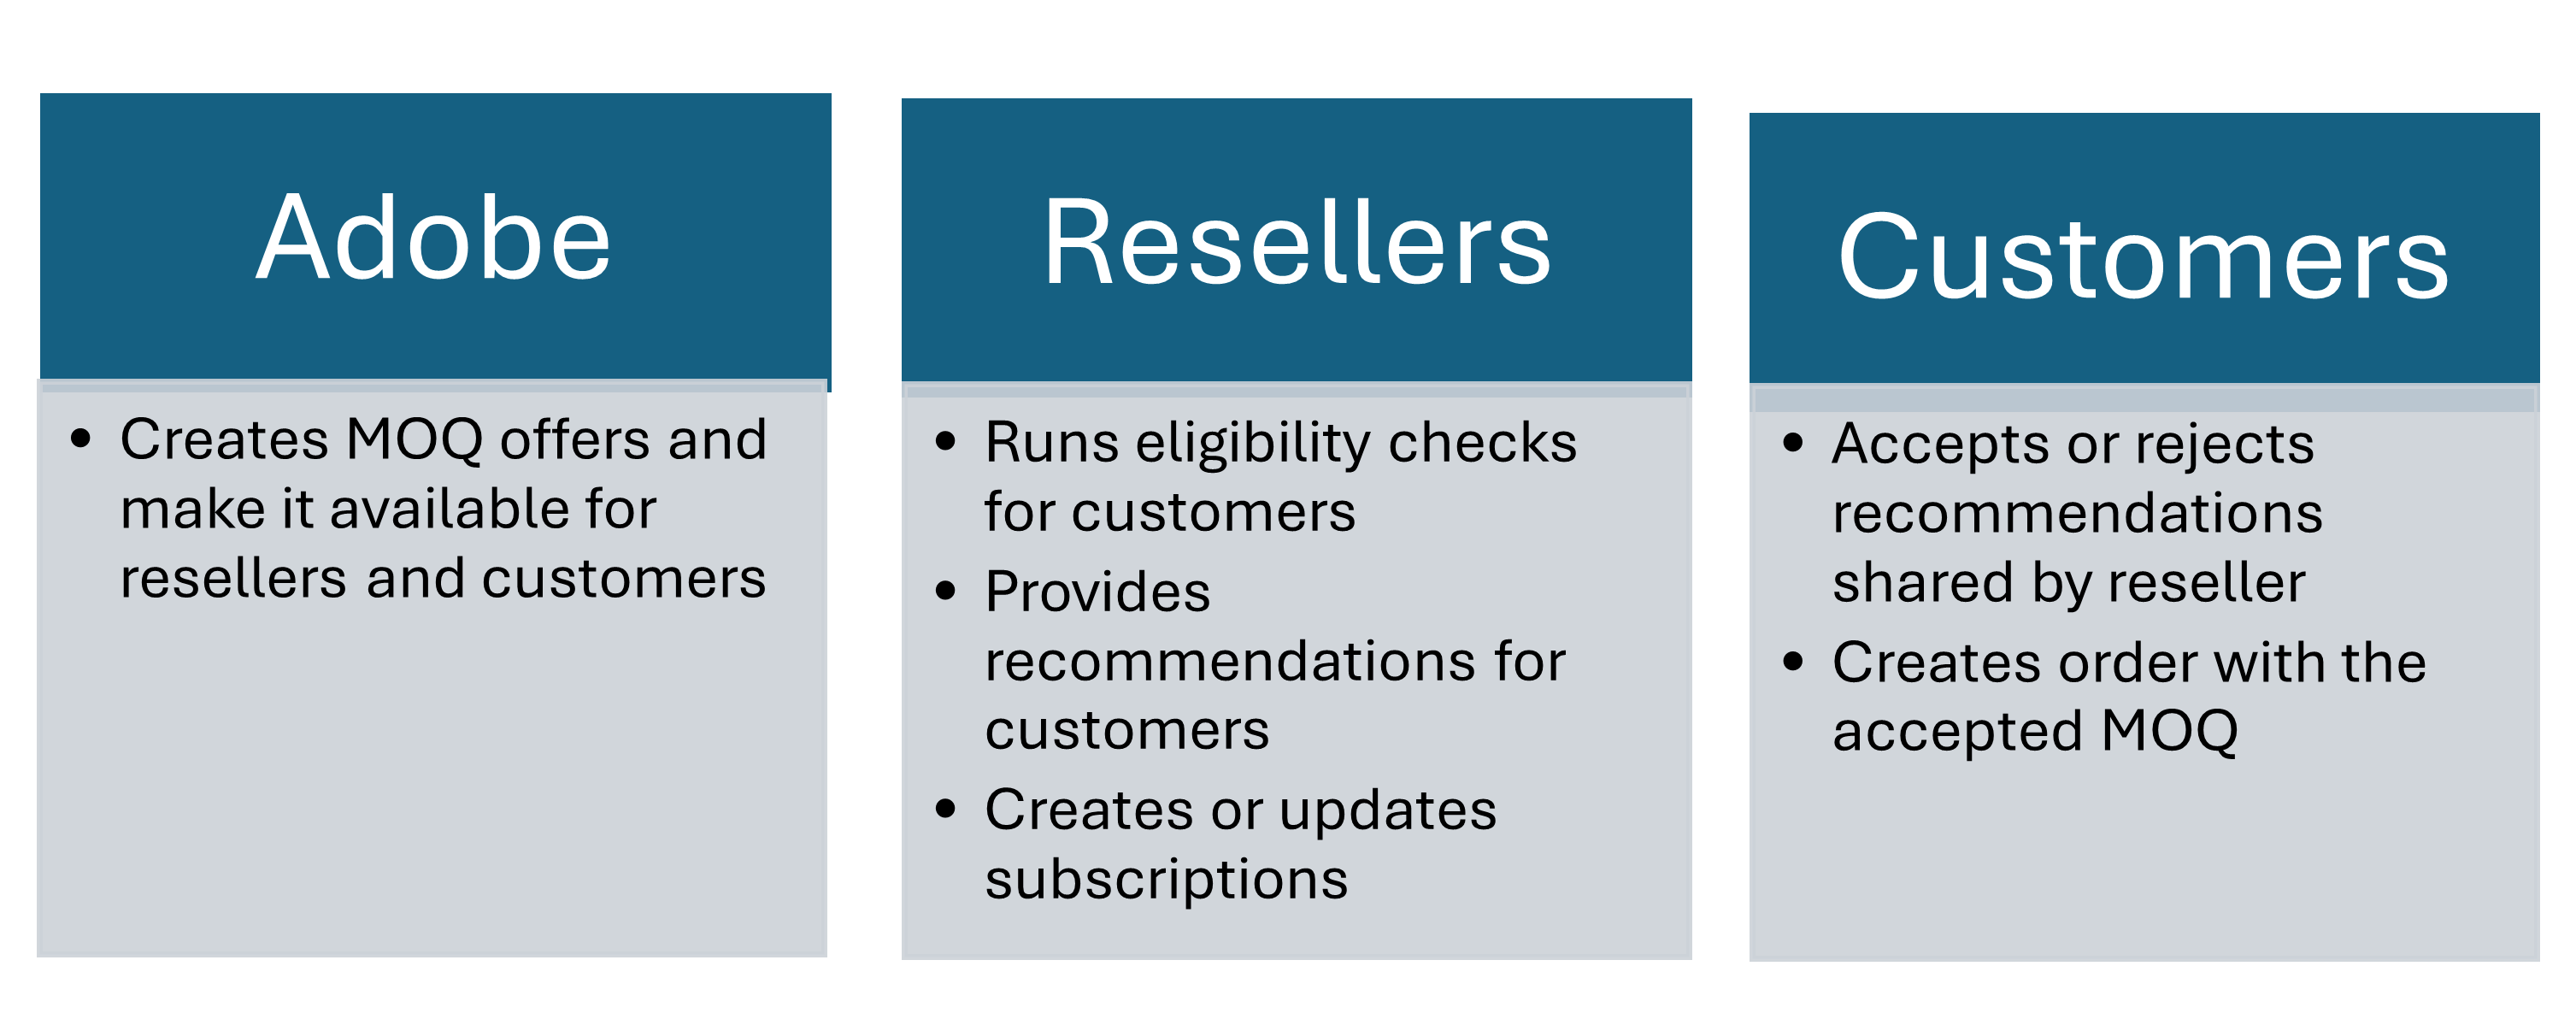 Adobe
• Creates MOQ offers and
make it available for
resellers and customers
Resellers
• Runs eligibility checks
for customers
• Provides
recommendations for
customers
• Creates or updates
subscriptions
Customers
• Accepts or rejects
recommendations
shared by reseller
• Creates order with the
accepted MOQ